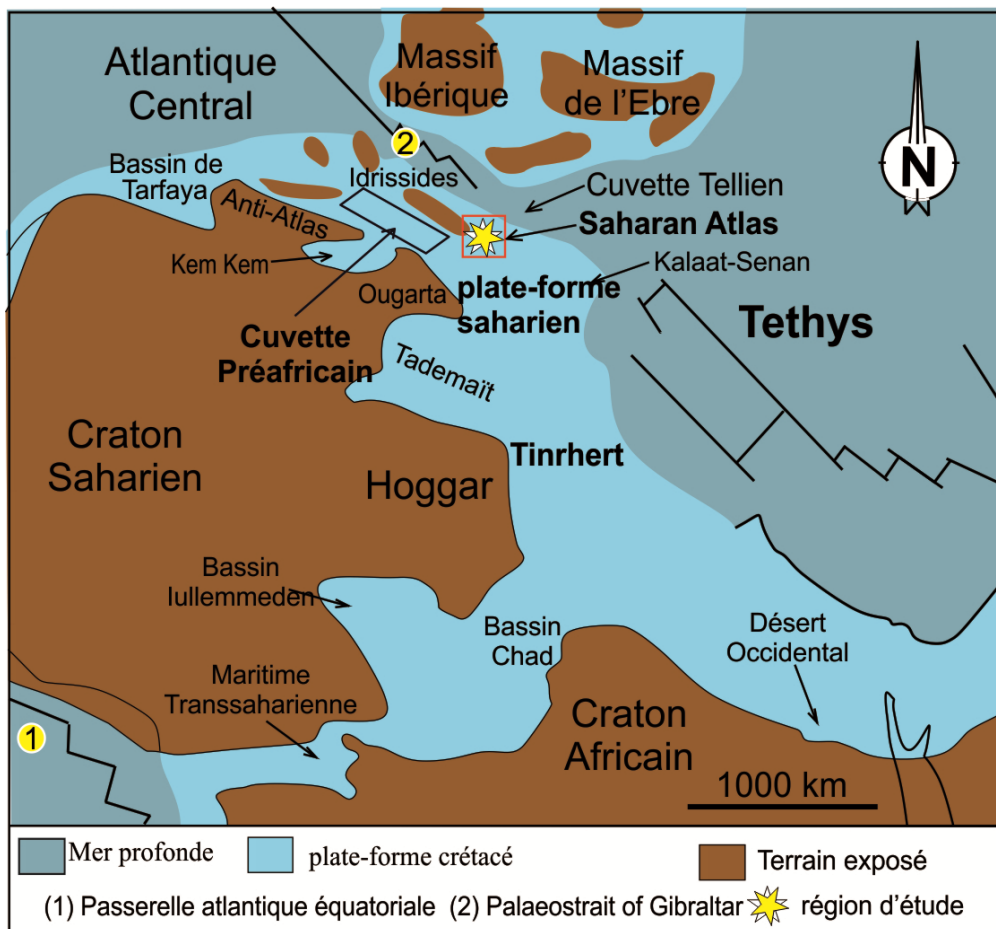 Atlantique
Central
Massif
Ibérique
Massif
de l'Ebre
N
2
Bassin de
Tarfaya
Idrissides
Cuvette Tellien
Anti-Atlas
Saharan Atlas
Kem Kem
Kalaat-Senan
Ougarta
plate-forme
saharien
Tethys
Cuvette
Préafricain
Tademaït
Craton
Saharien
Tinrhert
Hoggar
Bassin
Iullemmeden
Bassin
Chad
Désert
Occidental
Maritime
Transsaharienne
1
Craton
Africain
1000 km
Mer profonde
plate-forme crétacé
Terrain exposé
(1) Passerelle atlantique équatoriale (2) Palaeostrait of Gibraltar région d'étude